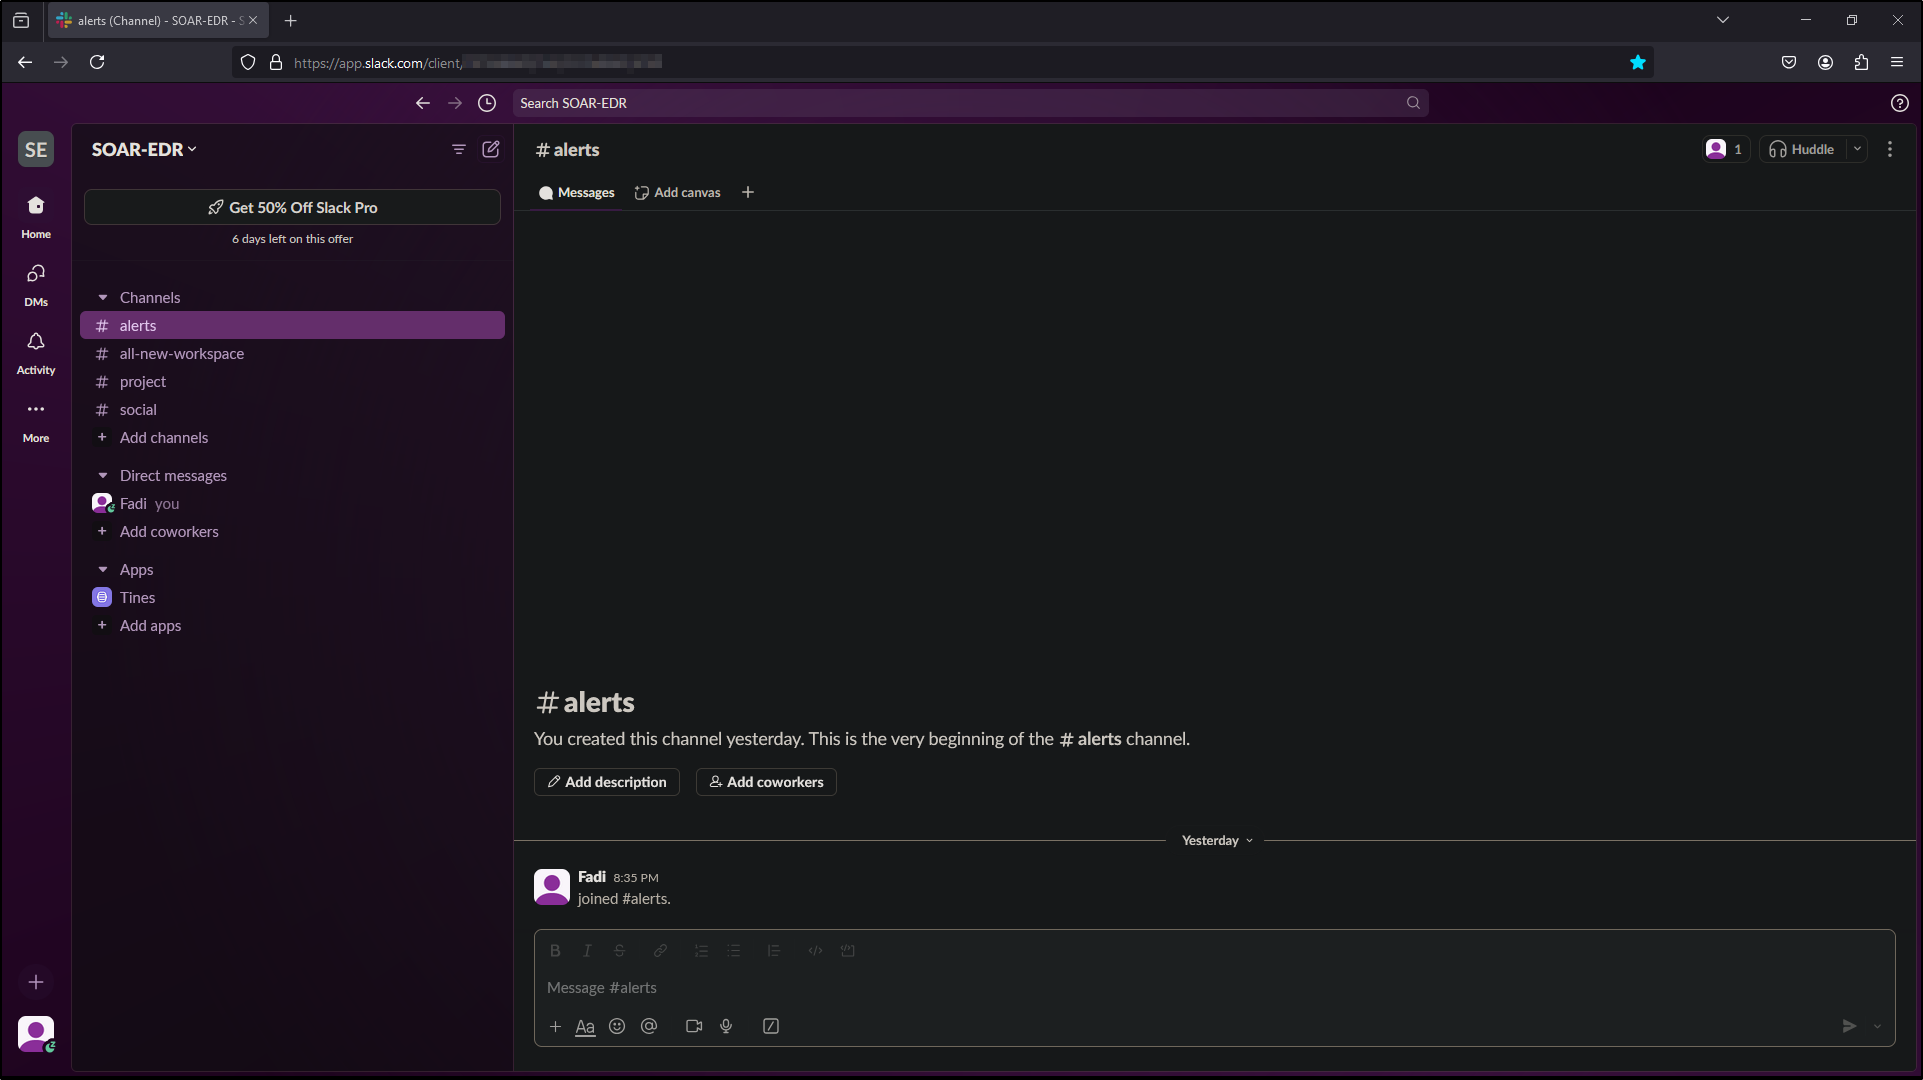 alerts (Channel) - SOAR-EDR - S
https://app.slack.com/client/
Search SOAR-EDR
SE
SOAR-EDR
# alerts
1
Huddle
Messages
Add canvas
Get 50% Off Slack Pro
6 days left on this offer
Home
DMs
Activity
More
Channels
# alerts
# all-new-workspace
# project
# social
+ Add channels
Direct messages
Fadi you
+ Add coworkers
Apps
Tines
+ Add apps
# alerts
You created this channel yesterday. This is the very beginning of the # alerts channel.
Add description
Add coworkers
Yesterday
Fadi 8:35 PM
joined #alerts.
B I S
Message #alerts
+ Aa @